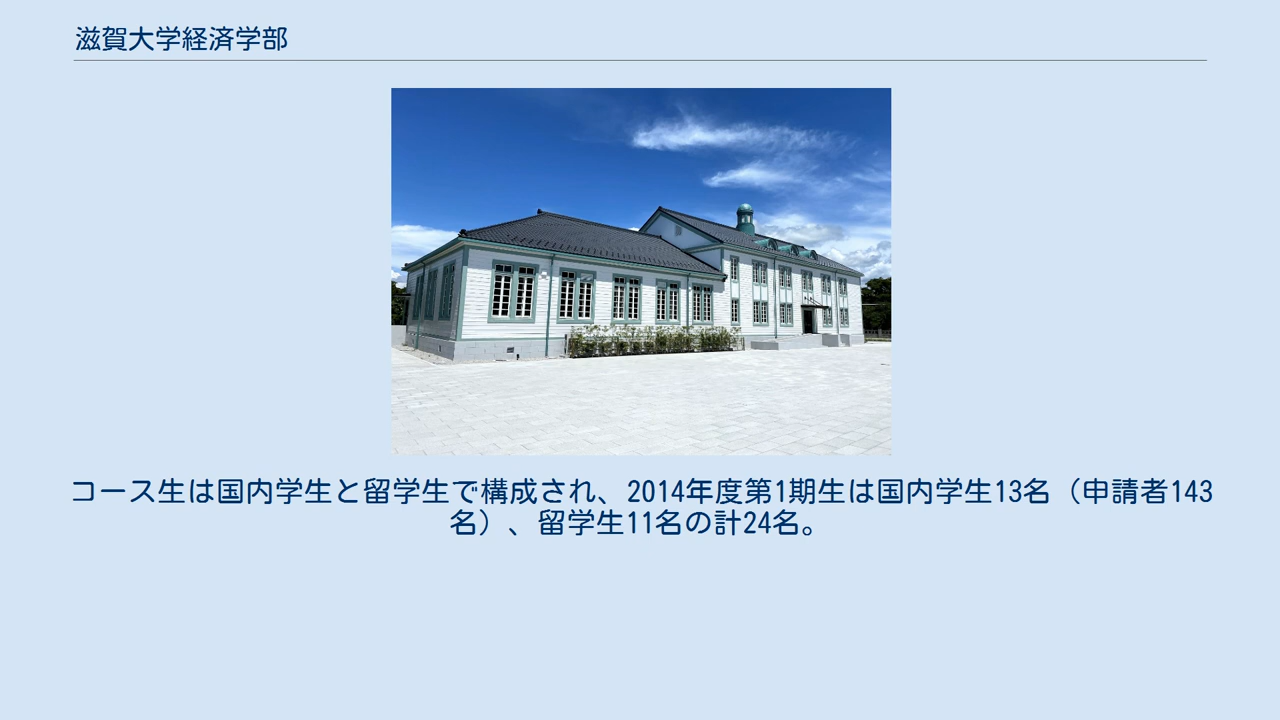 滋賀大学経済学部
コース生は国内学生と留学生で構成され、2014年度第1期生は国内学生13名（申請者143
名）、留学生11名の計24名。